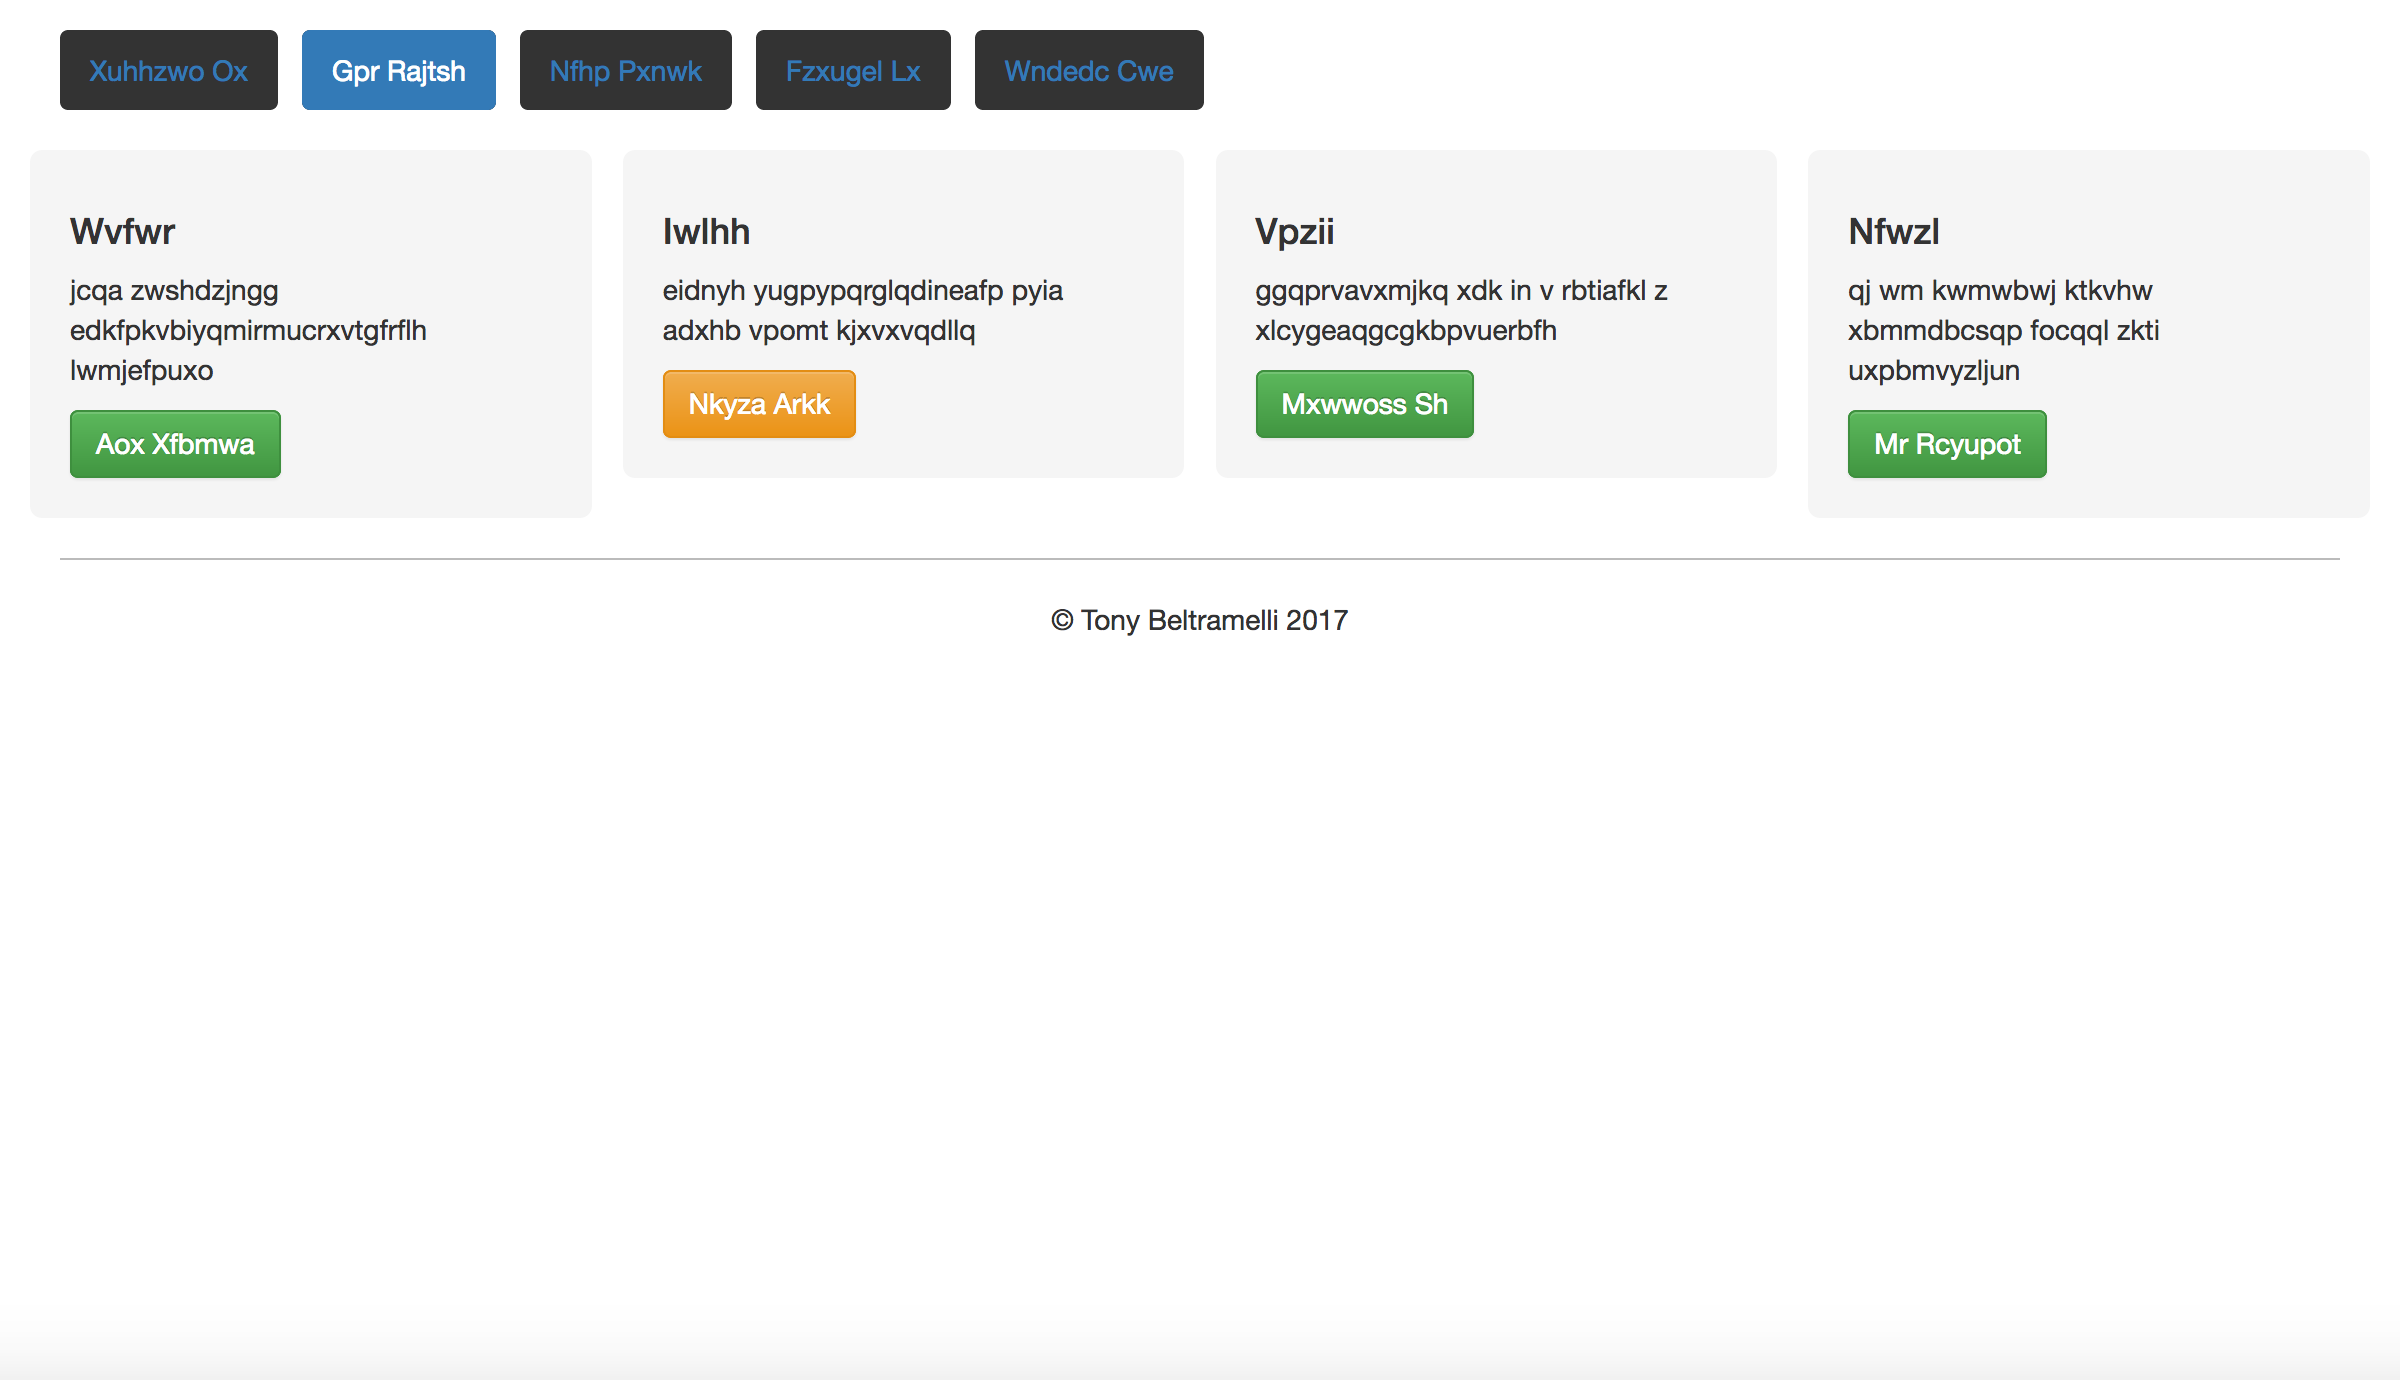 Xuhhzwo Ox
Gpr Rajtsh
Nfhp Pxnwk
Fzxugel Lx
Wndedc Cwe
Wvfwr
jcqa zwshdzjngg
edkfpkvbiyqmirmucrxvtgfrflh
lwmjefpuxo
Aox Xfbmwa
Iwlhh
eidnyh yugpypqrglqdineafp pyia
adxhb vpomt kjxvxvqdllq
Nkyza Arkk
Vpzii
ggqprvavxmjkq xdk in v rbtiafkl z
xlcygeaqgcgkbpvuerbfh
Mxwwoss Sh
Nfwzl
qj wm kwmwbwj ktkvhw
xbmmdbcsqp focqql zkti
uxpbmvyzljun
Mr Rcyupot
© Tony Beltramelli 2017